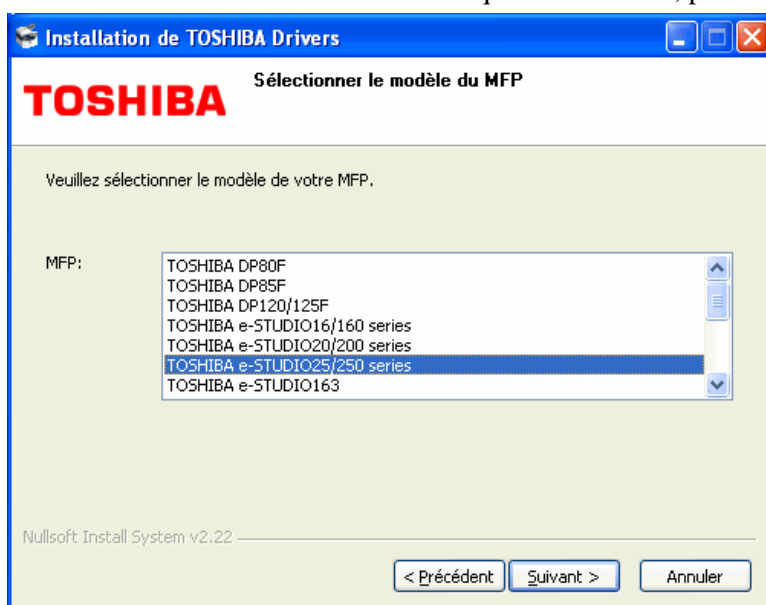 Installation de TOSHIBA Drivers
TOSHIBA
Sélectionner le modèle du MFP
Veuillez sélectionner le modèle de votre MFP.
MFP:
TOSHIBA DP80F
TOSHIBA DP85F
TOSHIBA DP120/125F
TOSHIBA e-STUDIO16/160 series
TOSHIBA e-STUDIO20/200 series
TOSHIBA e-STUDIO25/250 series
TOSHIBA e-STUDIO163
Nullsoft Install System v2.22
< Précédent
Suivant >
Annuler